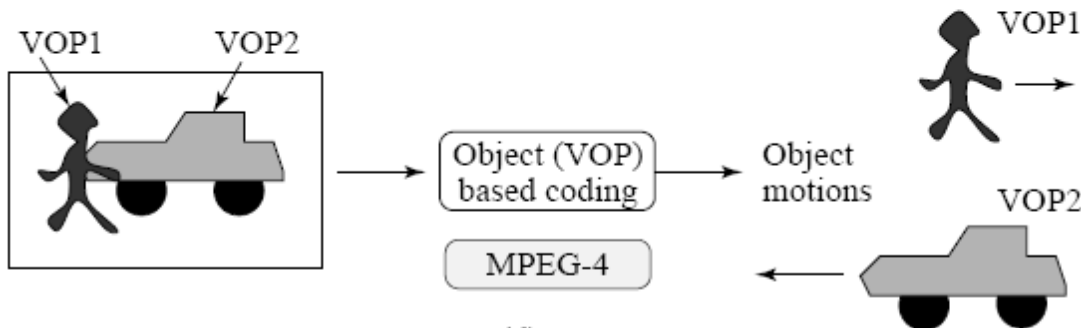 VOP1
VOP2
VOP1
Object (VOP)
based coding
Object
motions
VOP2
MPEG-4